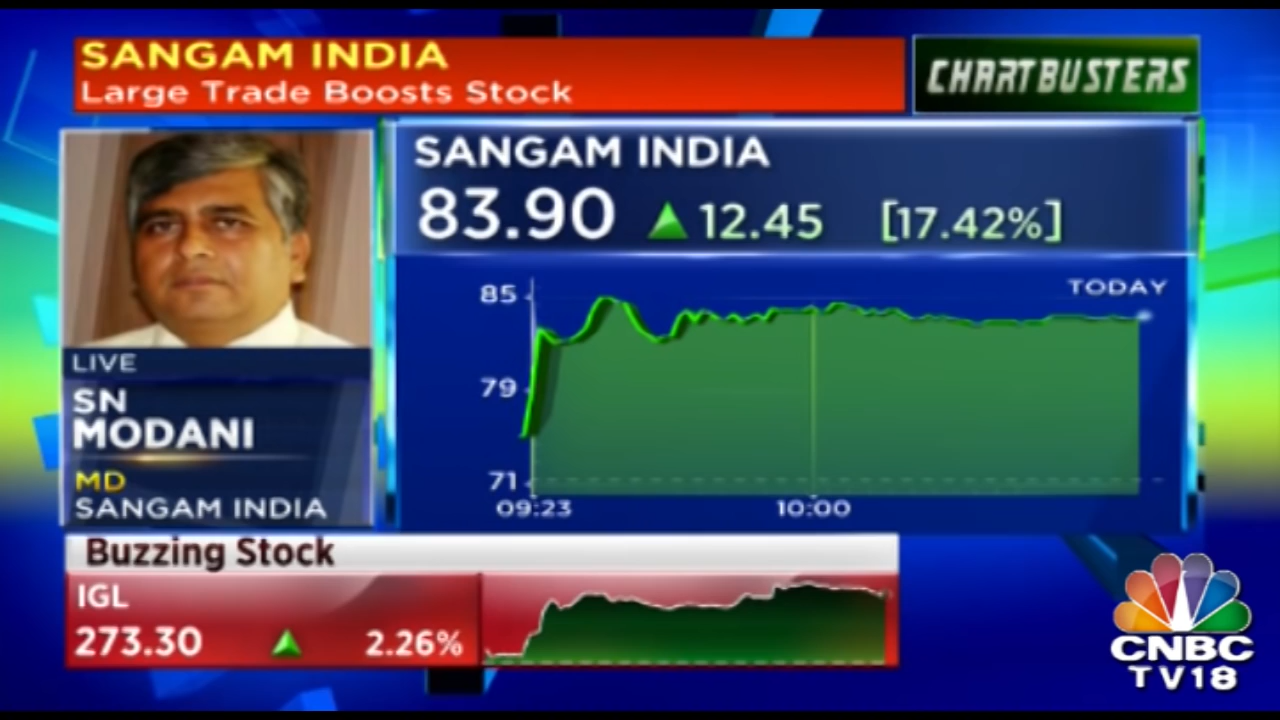 SANGAM INDIA
Large Trade Boosts Stock
CHARTBUSTERS
SANGAM INDIA
83.90 ▲ 12.45 [17.42%]
TODAY
85
79
71
09:23 10:00
LIVE
SN
MODANI
MD
SANGAM INDIA
Buzzing Stock
IGL
273.30 ▲ 2.26%
CNBC
TV18